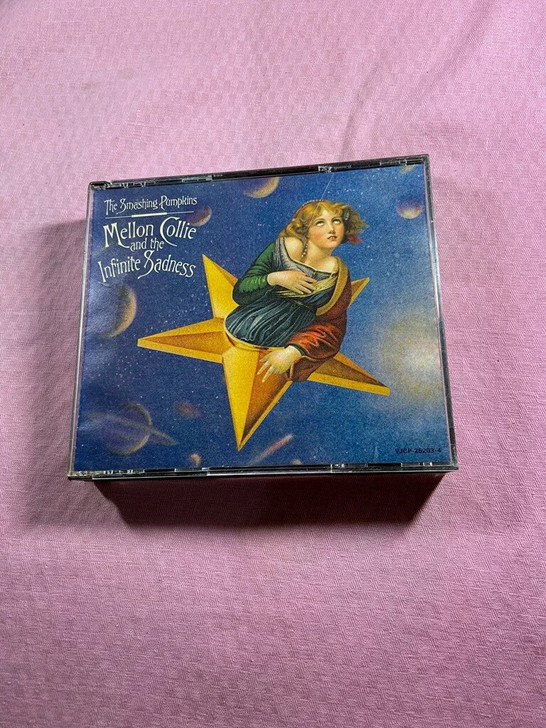 The Smashing Pumpkins
Mellon Collie
and the
Infinite Sadness